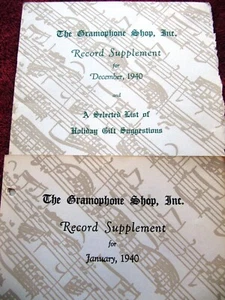 The Gramophone Shop, Inc.
Record Supplement
for
December, 1940
and
A Selected List of
Holiday Gift Suggestions
The Gramophone Shop, Inc.
Record Supplement
for
January, 1940